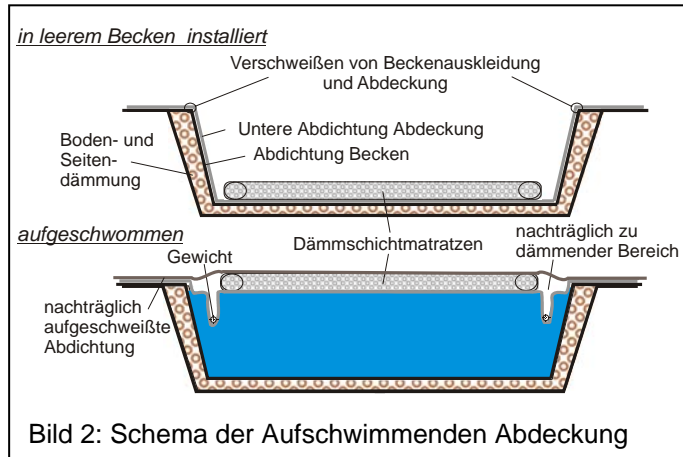 in leerem Becken installiert
Verschweißen von Beckenauskleidung
und Abdeckung
Untere Abdichtung Abdeckung
Boden- und
Seiten-
dämmung
Abdichtung Becken
aufgeschwommen
Gewicht
Dämmschichtmatratzen
nachträglich zu
dämmender Bereich
nachträglich
aufgeschweißte
Abdichtung
Bild 2: Schema der Aufschwimmenden Abdeckung